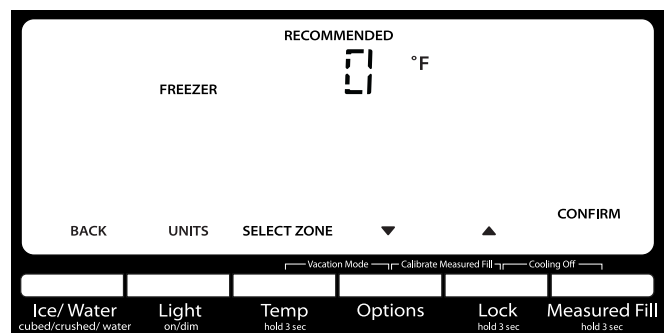 RECOMMENDED
0 °F
FREEZER
CONFIRM
BACK UNITS SELECT ZONE ▼ ▲
Vacation Mode Calibrate Measured Fill Cooling Off
Ice/ Water Light Temp Options Lock Measured Fill
cubed/crushed/ water on/dim hold 3 sec hold 3 sec hold 3 sec